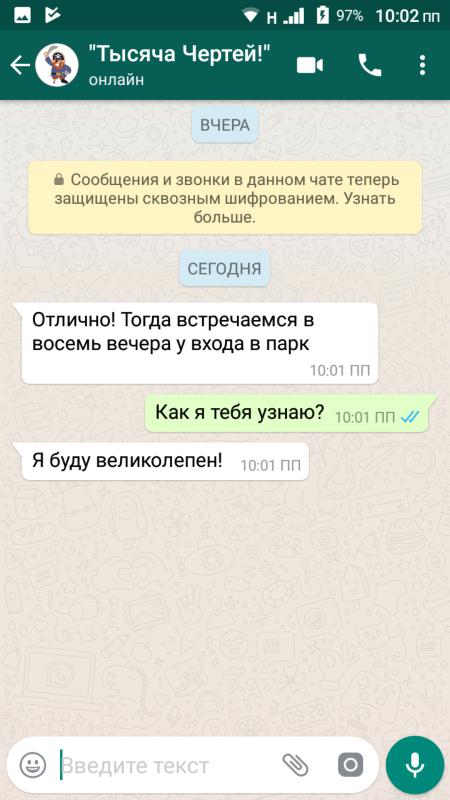 Н 97% 10:02 пп
"Тысяча Чертей!"
онлайн
ВЧЕРА
Сообщения и звонки в данном чате теперь
защищены сквозным шифрованием. Узнать
больше.
СЕГОДНЯ
Отлично! Тогда встречаемся в
восемь вечера у входа в парк
10:01 ПП
Как я тебя узнаю? 10:01 ПП
Я буду великолепен! 10:01 ПП
Введите текст